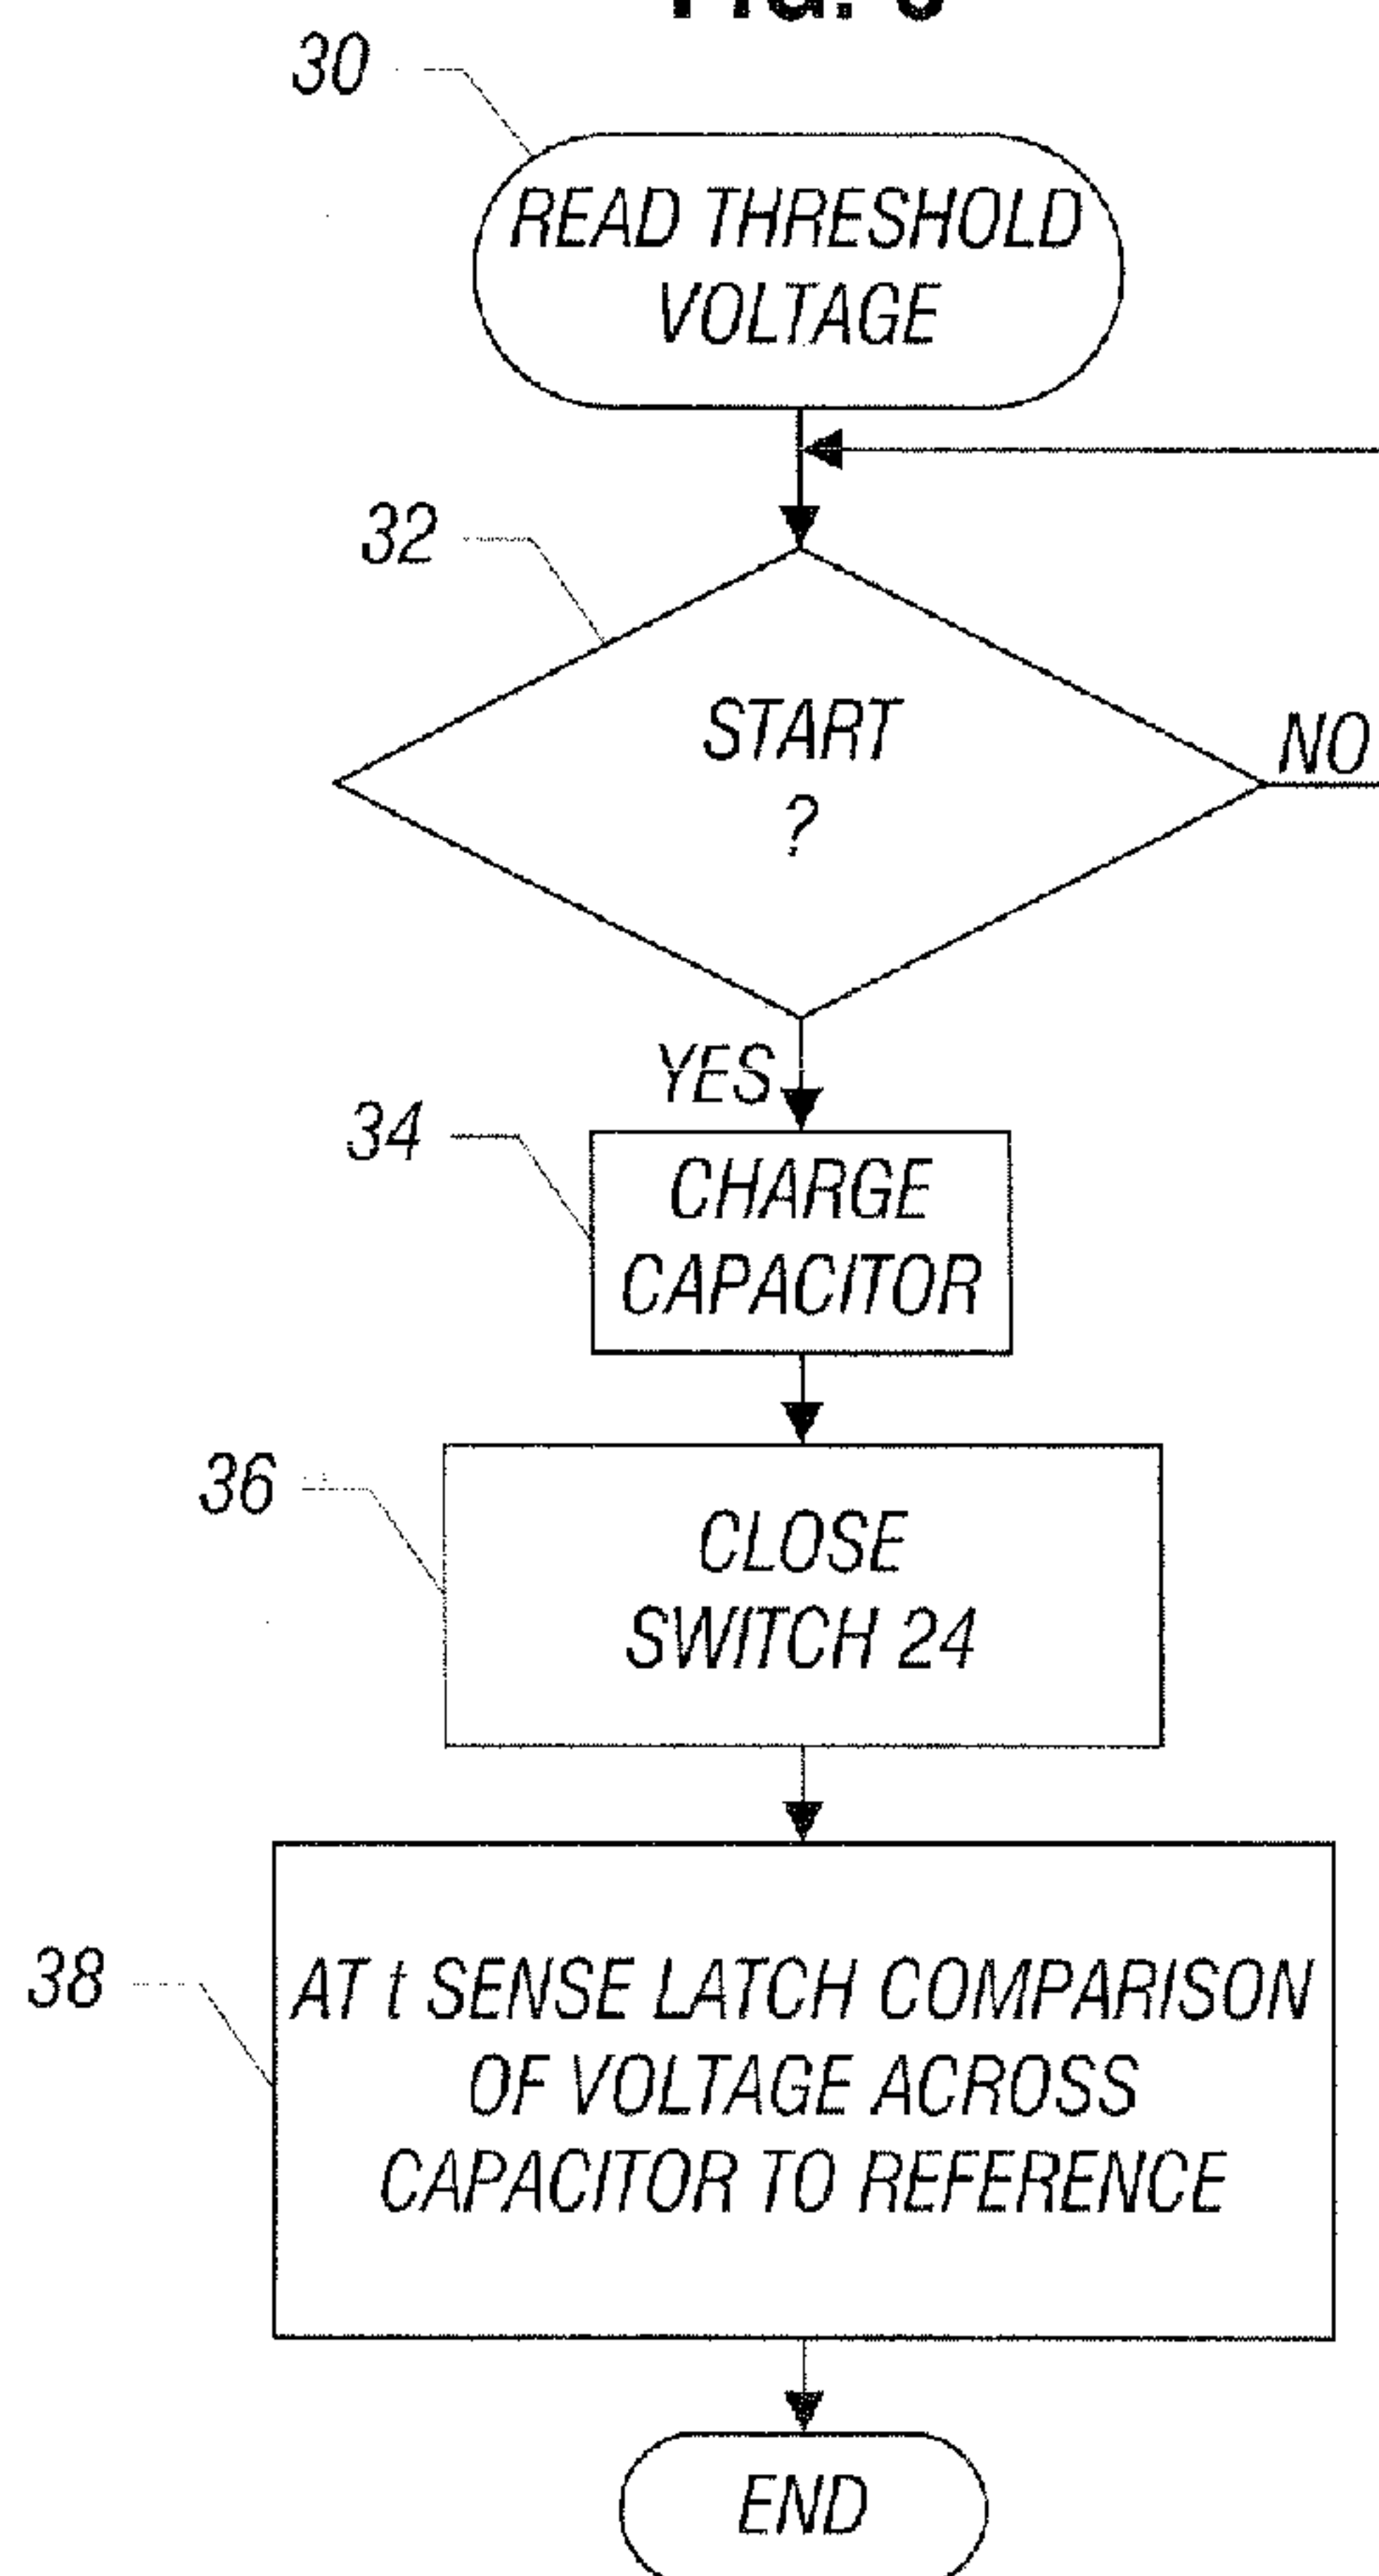 30
READ THRESHOLD
VOLTAGE
32
START
?
NO
YES
34
CHARGE
CAPACITOR
36
CLOSE
SWITCH 24
38
AT t SENSE LATCH COMPARISON
OF VOLTAGE ACROSS
CAPACITOR TO REFERENCE
END